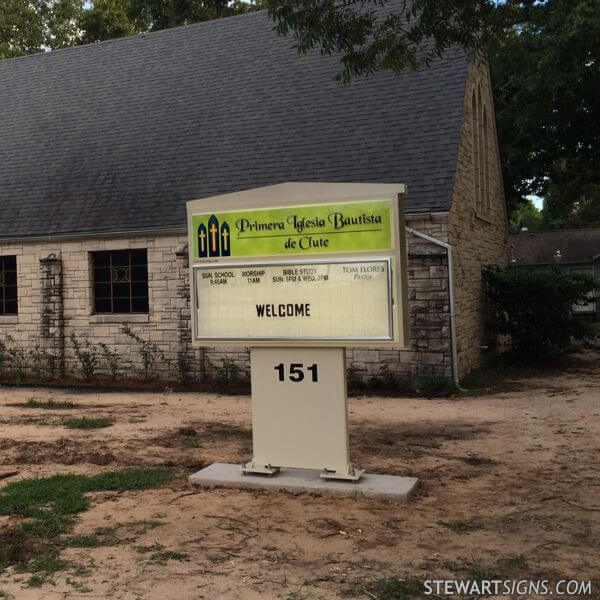 Primera Iglesia Bautista
de Clute
SUN. SCHOOL WORSHIP BIBLE STUDY TOM FLORES
9:45AM 11AM SUN: 5PM & WED. 7PM Pastor
WELCOME
151
STEWARTSIGNS.COM